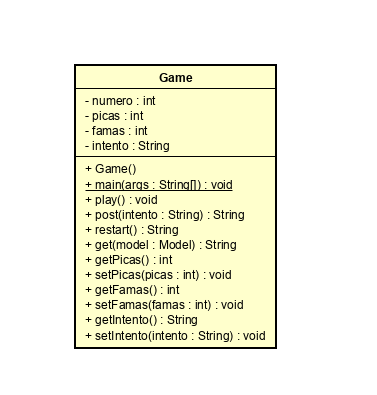 Game
- numero : int
- picas : int
- famas : int
- intento : String
+ Game()
+ main(args : String[]) : void
+ play() : void
+ post(intento : String) : String
+ restart() : String
+ get(model : Model) : String
+ getPicas() : int
+ setPicas(picas : int) : void
+ getFamas() : int
+ setFamas(famas : int) : void
+ getIntento() : String
+ setIntento(intento : String) : void